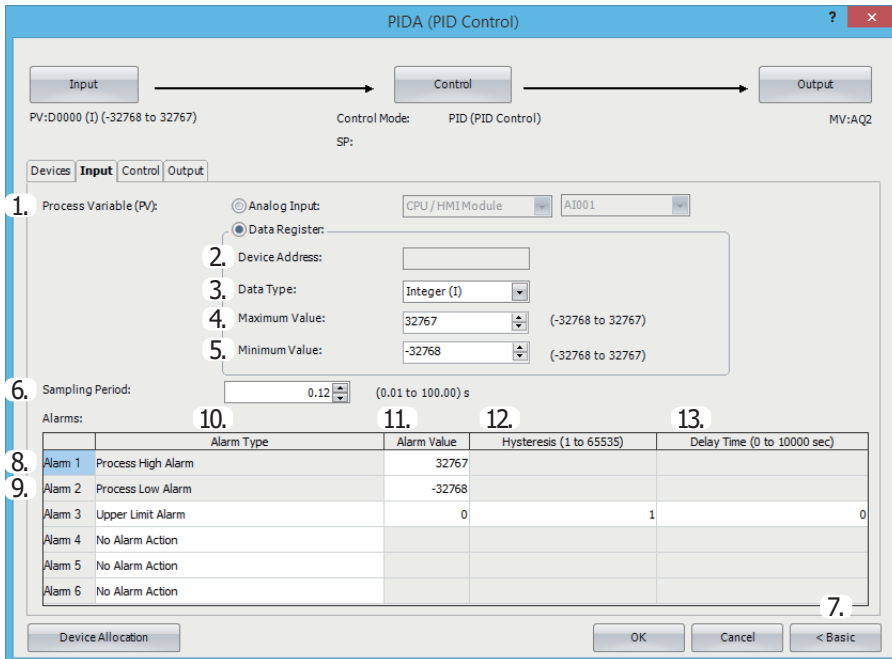 PIDA (PID Control)
? ×
Input Control Output
PV:D0000 (I) (-32768 to 32767) Control Mode: PID (PID Control) MV:AQ2
SP:
Devices Input Control Output
1. Process Variable (PV): Analog Input: CPU/HMI Module AI001
Data Register:
2. Device Address:
3. Data Type: Integer (I)
4. Maximum Value: 32767 (-32768 to 32767)
5. Minimum Value: -32768 (-32768 to 32767)
6. Sampling Period: 0.12 (0.01 to 100.00) s
Alarms: 10. 11. 12. 13.
Alarm Type Alarm Value Hysteresis (1 to 65535) Delay Time (0 to 10000 sec)
8. Alarm 1 Process High Alarm 32767
9. Alarm 2 Process Low Alarm -32768
Alarm 3 Upper Limit Alarm 0 1 0
Alarm 4 No Alarm Action
Alarm 5 No Alarm Action
Alarm 6 No Alarm Action
7.
Device Allocation OK Cancel < Basic